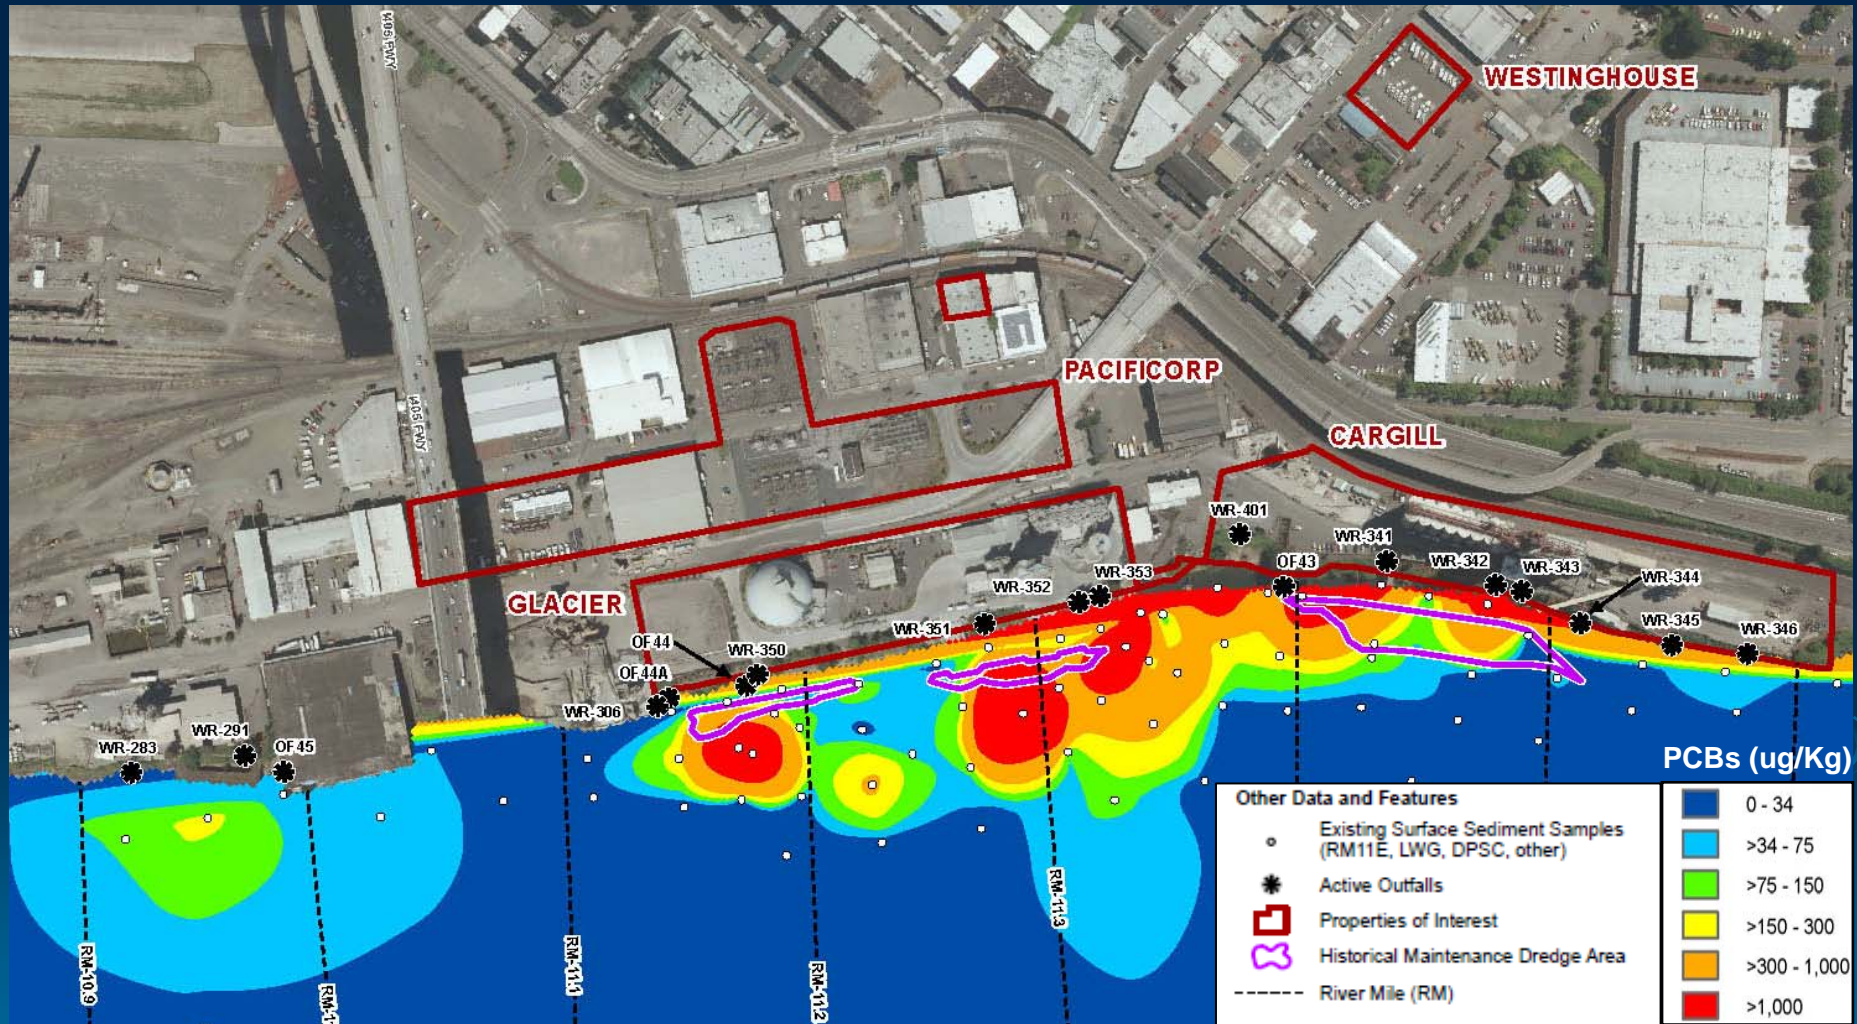 I405 FWY
WESTINGHOUSE
PACIFICORP
I405 FWY
CARGILL
WR-401
WR-341
OF43
WR-342
WR-343
WR-344
WR-353
WR-352
GLACIER
WR-351
WR-345
WR-346
OF44
WR-350
OF44A
WR-306
WR-291
WR-283
OF45
RM-10.9
RM-1
RM-11.1
RM-11.2
RM-11.3
PCBs (ug/Kg)
0 - 34
>34 - 75
>75 - 150
>150 - 300
>300 - 1,000
>1,000
Other Data and Features
Existing Surface Sediment Samples
(RM11E, LWG, DPSC, other)
Active Outfalls
Properties of Interest
Historical Maintenance Dredge Area
River Mile (RM)